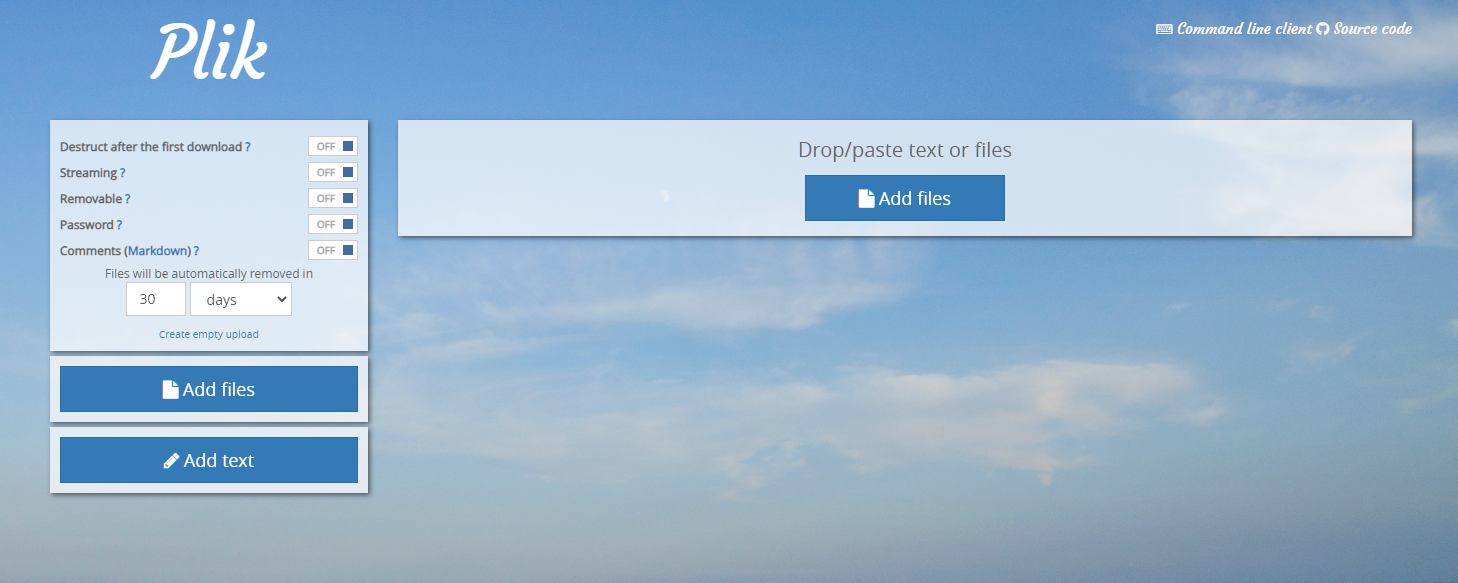 Plik
Command line client Source code
Destruct after the first download ? OFF
Streaming ? OFF
Removable ? OFF
Password ? OFF
Comments (Markdown) ? OFF
Files will be automatically removed in
30 days
Create empty upload
Add files
Add text
Drop/paste text or files
Add files